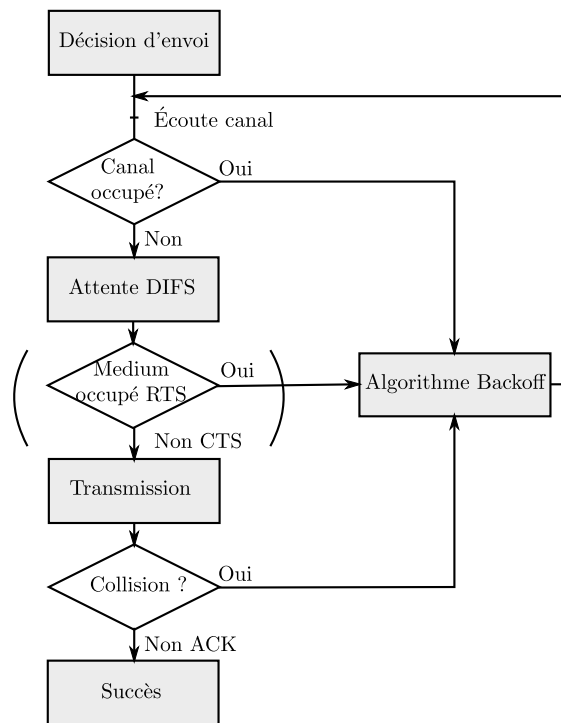 Décision d'envoi
Écoute canal
Canal
occupé?
Oui
Non
Attente DIFS
Medium
occupé RTS
Oui
Algorithme Backoff
Non CTS
Transmission
Collision ?
Oui
Non ACK
Succès